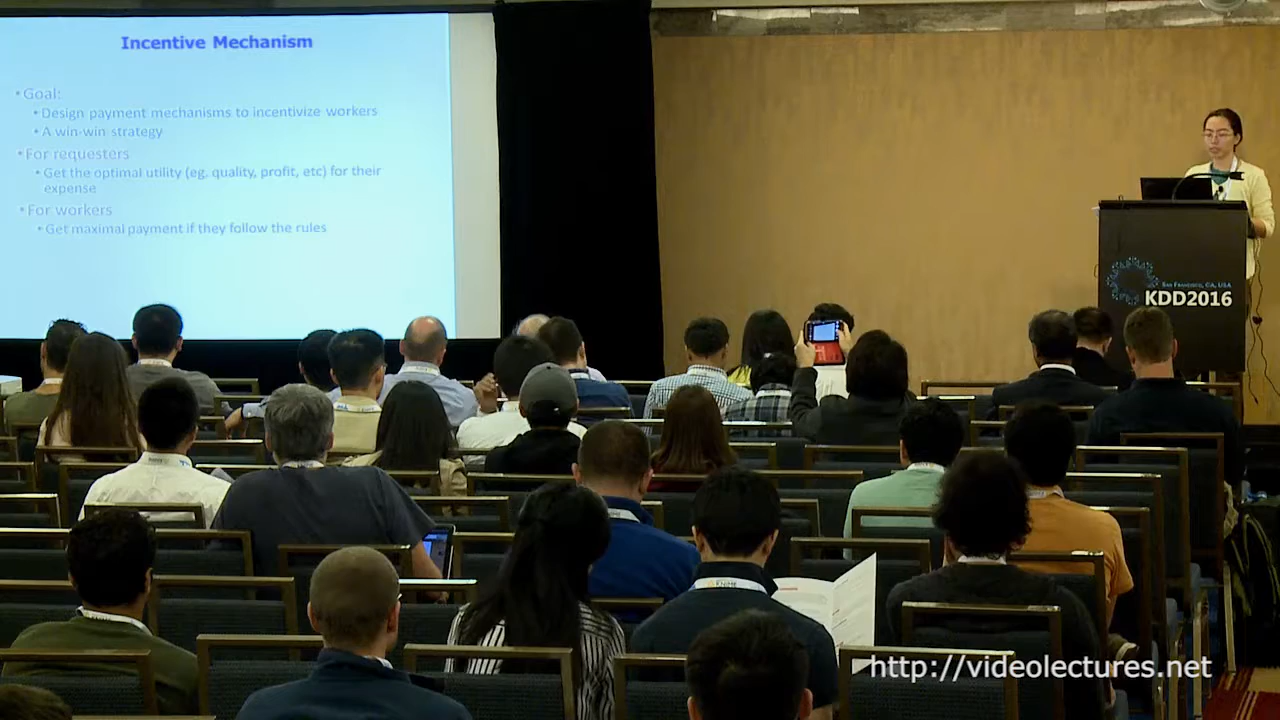 Incentive Mechanism
• Goal:
• Design payment mechanisms to incentivize workers
• A win-win strategy
• For requesters
• Get the optimal utility (eg. quality, profit, etc) for their
expense
• For workers
• Get maximal payment if they follow the rules
San Francisco, CA, USA
KDD2016
KNIME
http://videolectures.net